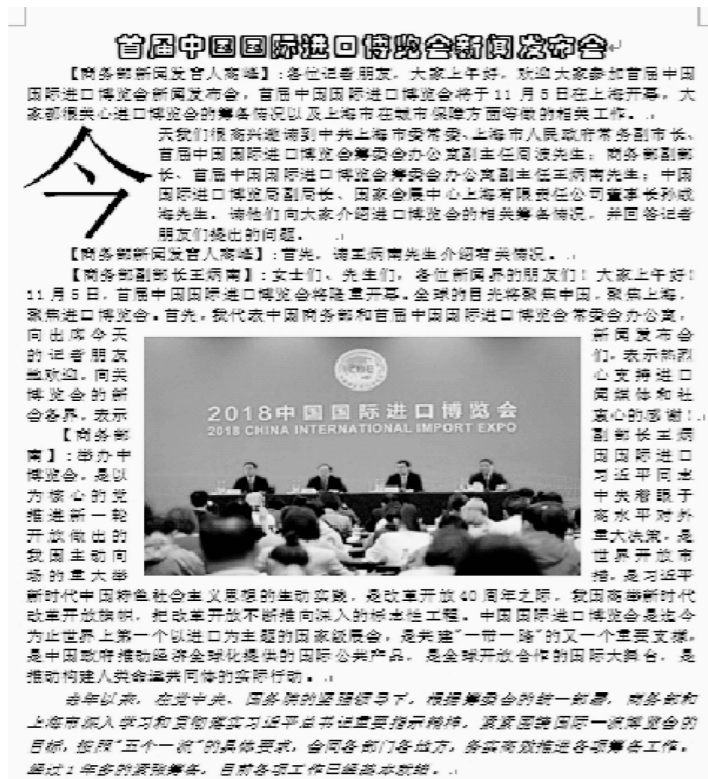 首届中国国际进口博览会新闻发布会
【商务部新闻发言人高峰】:各位记者朋友，大家上午好，欢迎大家参加首届中国
国际进口博览会新闻发布会，首届中国国际进口博览会将于 11 月 5 日在上海开幕，大
家都很关心进口博览会的筹备情况以及上海市在城市保障方面等做的相关工作。
今
天我们很高兴邀请到中共上海市委常委、上海市人民政府常务副市长、
首届中国国际进口博览会筹委会办公室副主任周波先生；商务部副部
长、首届中国国际进口博览会筹委会办公室副主任王炳南先生；中国
国际进口博览局副局长、国家会展中心上海有限责任公司董事长孙成
海先生。请他们向大家介绍进口博览会的相关筹备情况，并回答记者
朋友们提出的问题。
【商务部新闻发言人高峰】:首先，请王炳南先生介绍有关情况。
【商务部副部长王炳南】:女士们、先生们，各位新闻界的朋友们！大家上午好！
11 月 5 日，首届中国国际进口博览会将隆重开幕。全球的目光将聚焦中国，聚焦上海，
聚焦进口博览会。首先，我代表中国商务部和首届中国国际进口博览会常委会办公室，
向出席今天 新闻发布会
的记者朋友 们，表示热烈
地欢迎，向关 心支持进口
博览会的新 闻媒体和社
会各界，表示 衷心的感谢！
【商务部 副部长王炳
南】:举办中 国国际进口
博览会，是以 习近平同志
为核心的党 中央着眼于
推进新一轮 高水平对外
开放做出的 重大决策，是
我国主动向 世界开放市
场的重大举 措，是习近平
新时代中国特色社会主义思想的生动实践，是改革开放 40 周年之际，我国高举新时代
改革开放旗帜，把改革开放不断推向深入的标志性工程。中国国际进口博览会是迄今
为止世界上第一个以进口为主题的国家级展会，是共建"一带一路"的又一个重要支撑，
是中国政府推动经济全球化提供的国际公共产品，是全球开放合作的国际大舞台，是
推动构建人类命运共同体的实际行动。
去年以来，在党中央、国务院的坚强领导下，根据筹委会的统一部署，商务部和
上海市深入学习和贯彻落实习近平总书记重要指示精神，紧紧围绕国际一流博览会的
目标，按照"五个一流"的具体要求，会同各部门各地方，务实高效推进各项筹备工作。
经过 1 年多的紧张筹备，目前各项工作已经基本就绪。
2018中国国际进口博览会
2018 CHINA INTERNATIONAL IMPORT EXPO